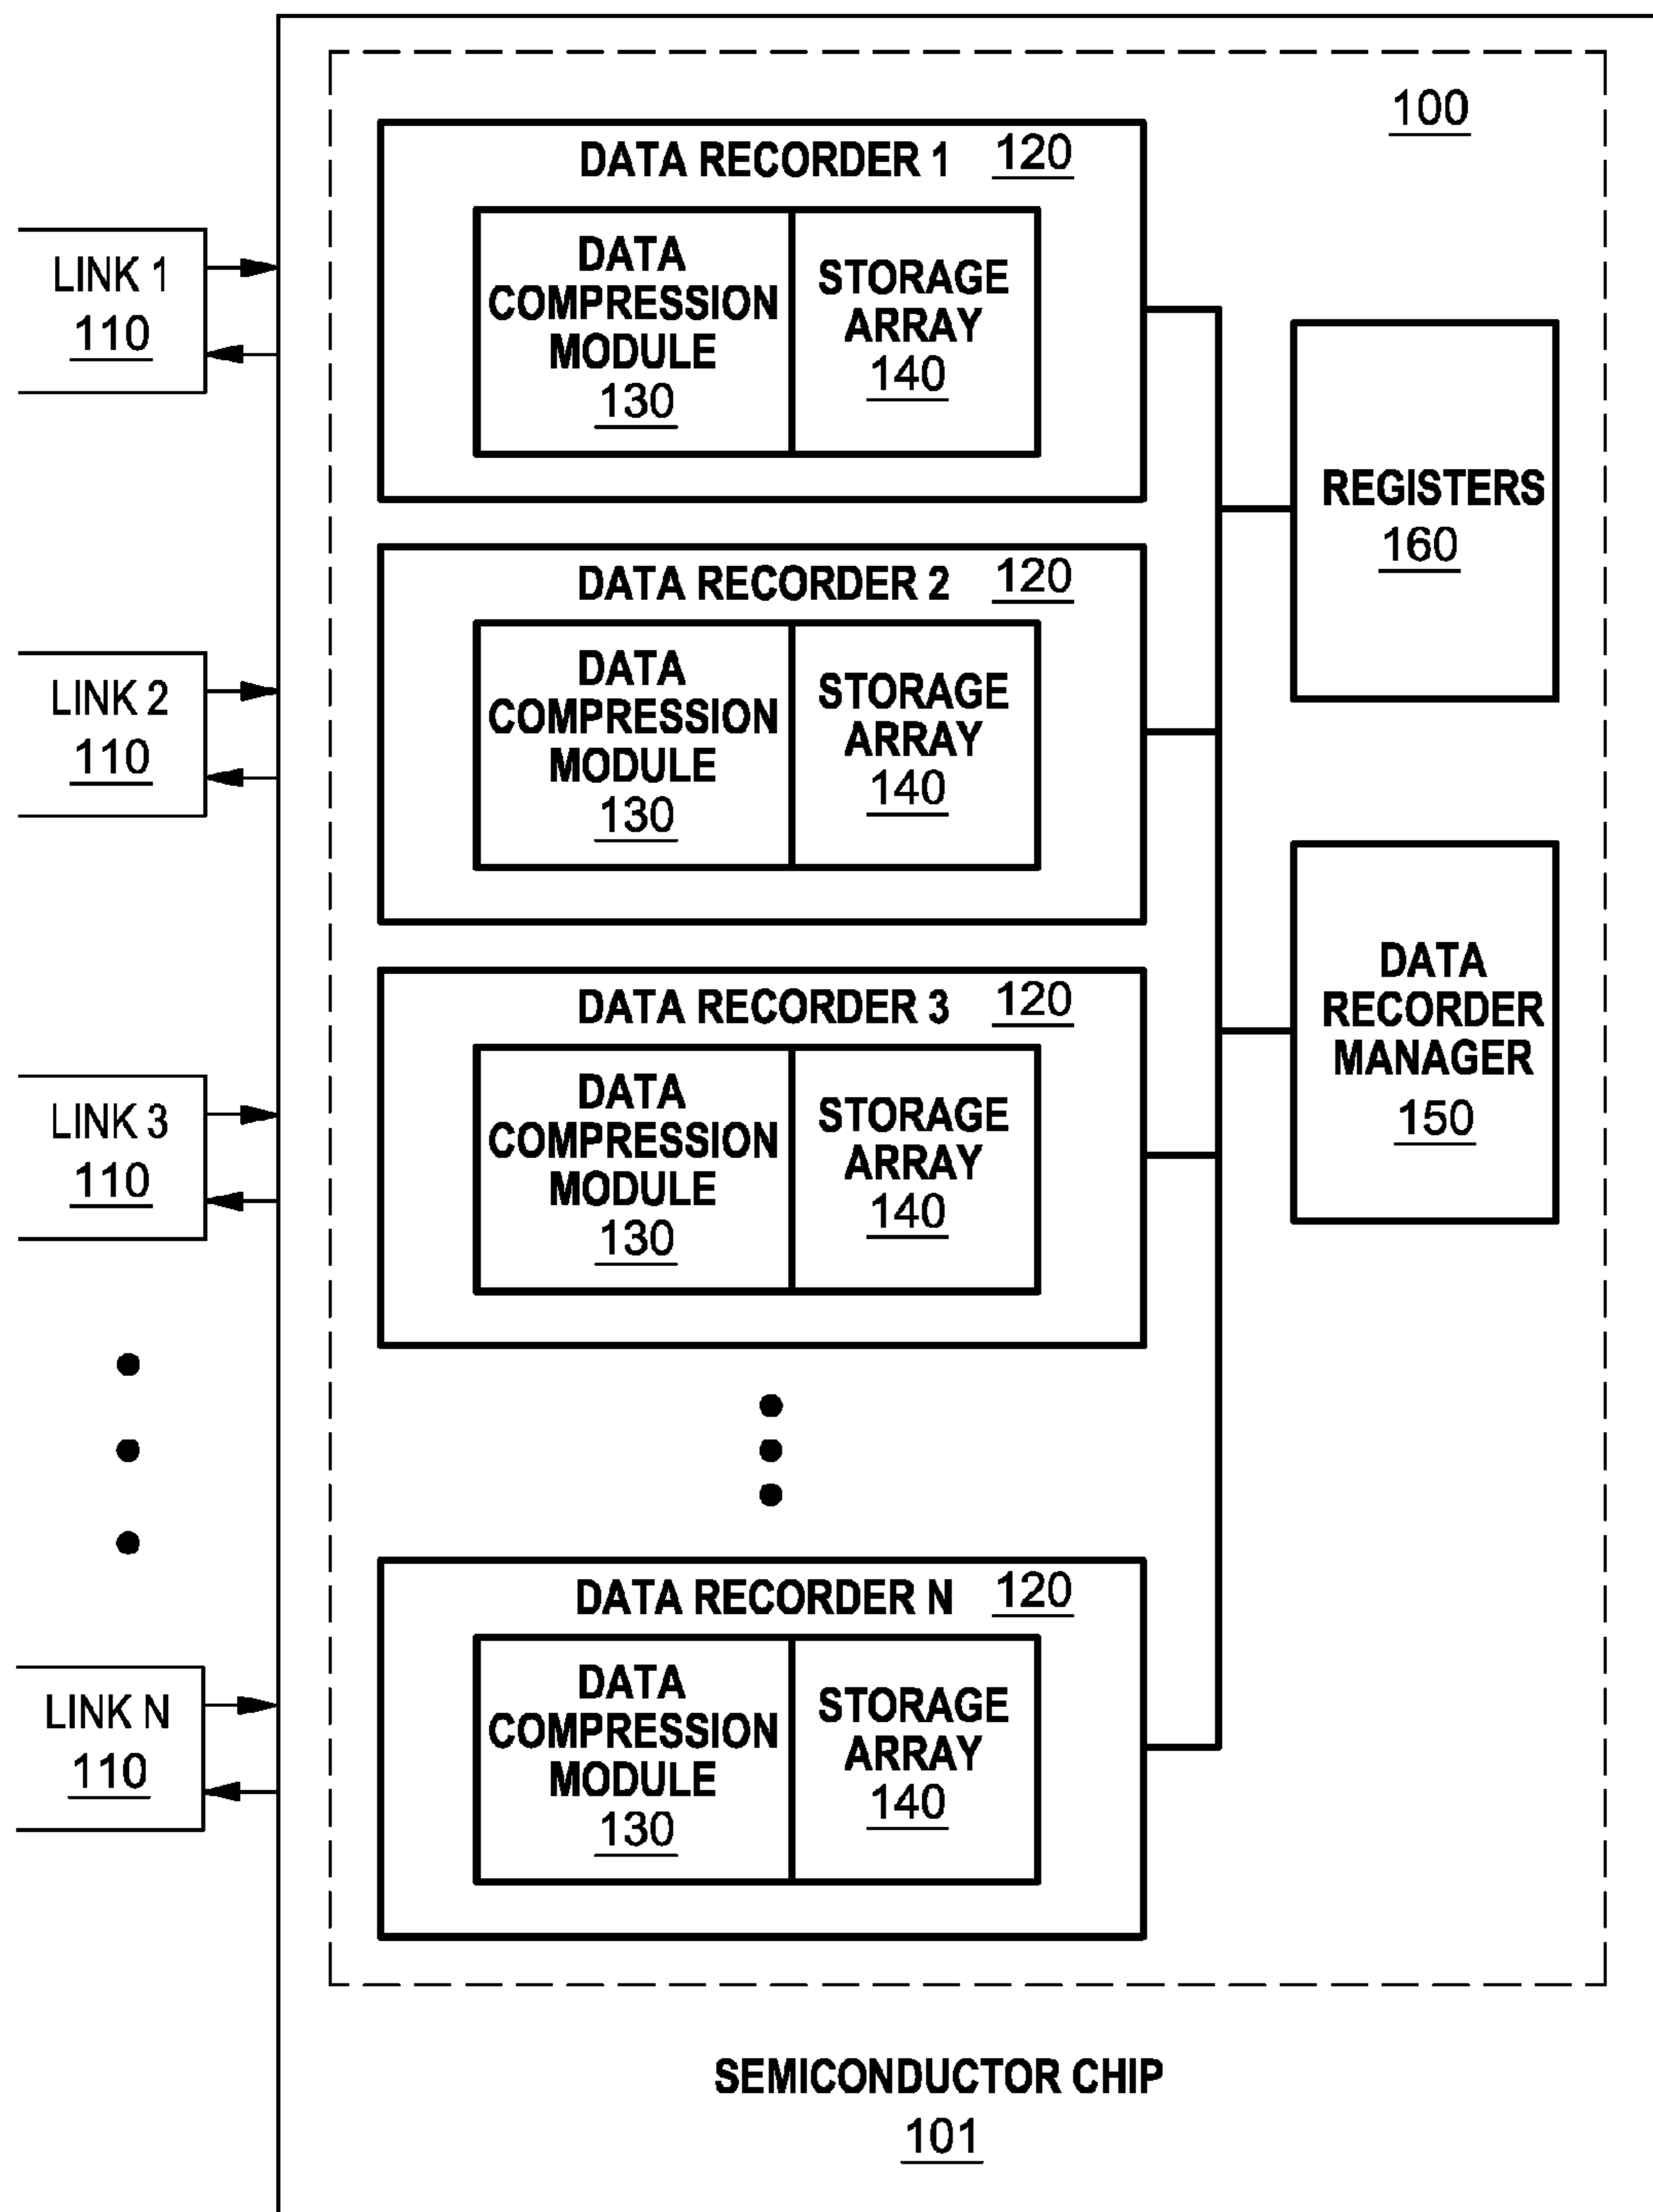 100
DATA RECORDER 1 120
DATA
COMPRESSION
MODULE
130
STORAGE
ARRAY
140
LINK 1
110
REGISTERS
160
DATA RECORDER 2 120
DATA
COMPRESSION
MODULE
130
STORAGE
ARRAY
140
LINK 2
110
DATA
RECORDER
MANAGER
150
DATA RECORDER 3 120
DATA
COMPRESSION
MODULE
130
STORAGE
ARRAY
140
LINK 3
110
DATA RECORDER N 120
DATA
COMPRESSION
MODULE
130
STORAGE
ARRAY
140
LINK N
110
SEMICONDUCTOR CHIP
101